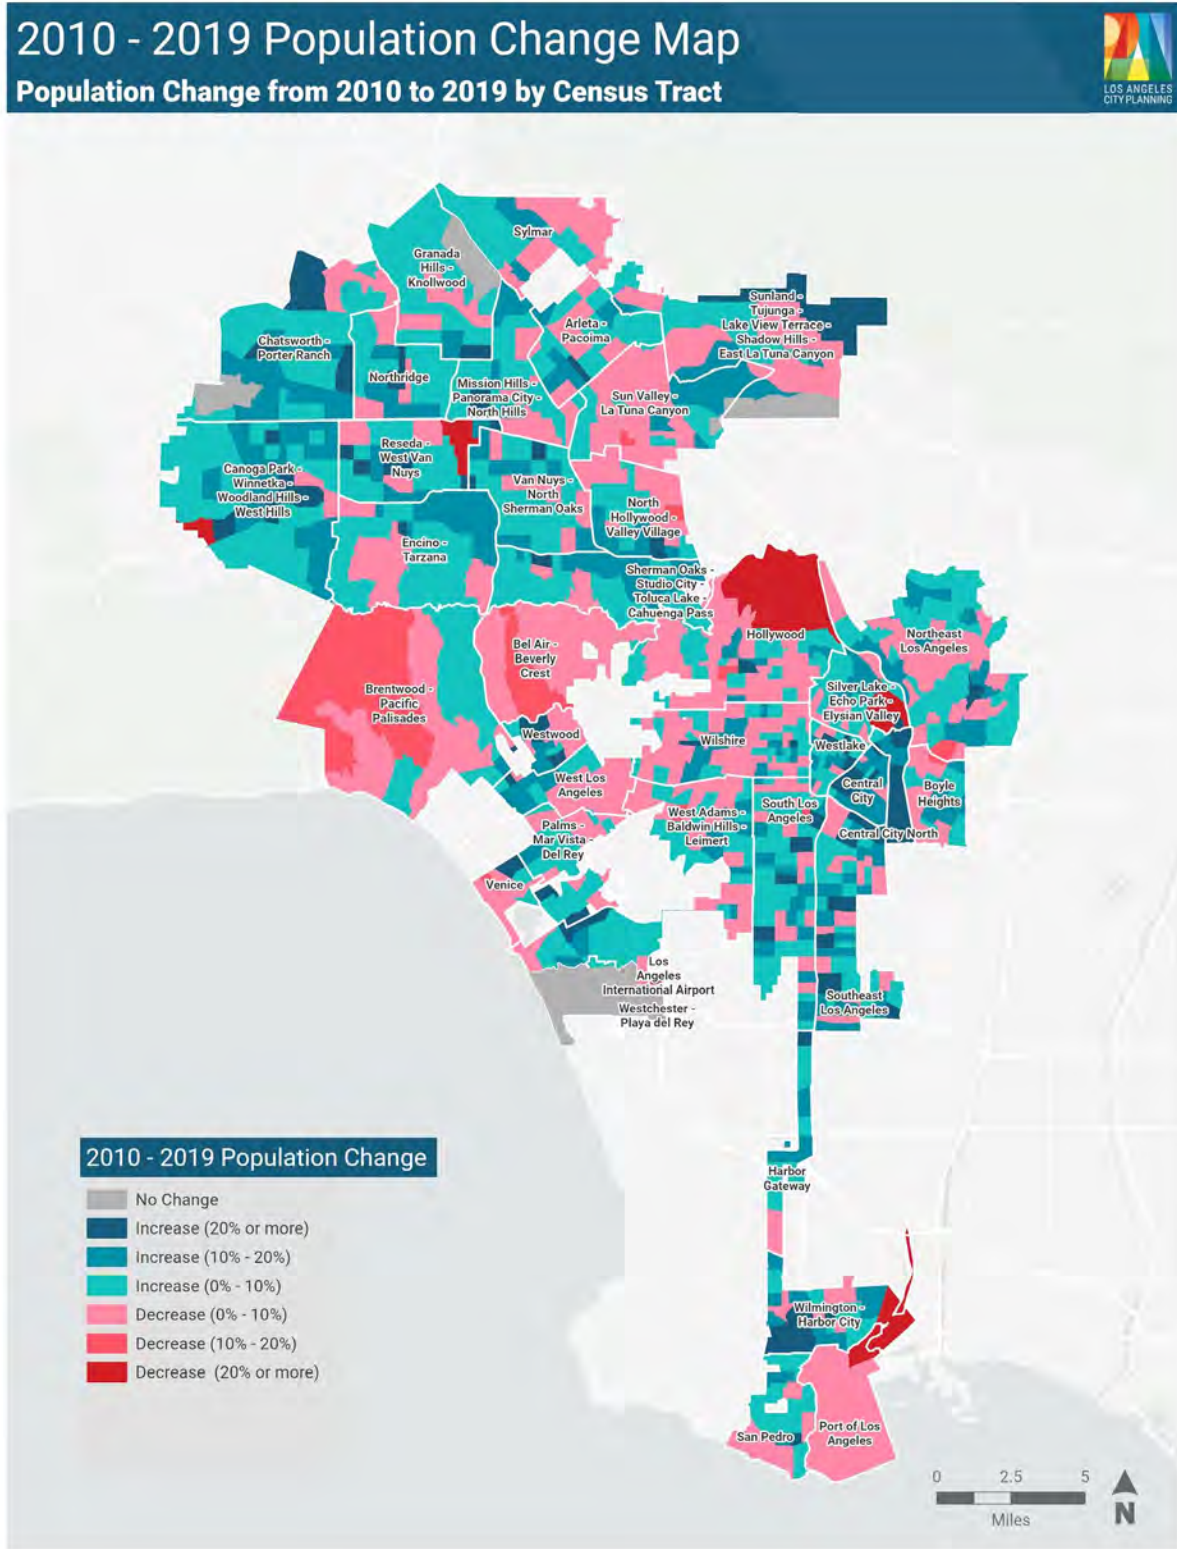 2010 - 2019 Population Change Map
Population Change from 2010 to 2019 by Census Tract
LOS ANGELES
CITY PLANNING
Sylmar
Granada
Hills -
Knollwood
Sunland -
Tujunga -
Lake View Terrace -
Shadow Hills -
East La Tuna Canyon
Arleta -
Pacoima
Chatsworth -
Porter Ranch
Northridge
Mission Hills -
Panorama City -
North Hills
Sun Valley -
La Tuna Canyon
Reseda -
West Van
Nuys
Canoga Park -
Winnetka -
Woodland Hills -
West Hills
Van Nuys -
North
Sherman Oaks
North
Hollywood -
Valley Village
Encino -
Tarzana
Sherman Oaks -
Studio City -
Toluca Lake -
Cahuenga Pass
Hollywood
Northeast
Los Angeles
Bel Air -
Beverly
Crest
Brentwood -
Pacific
Palisades
Silver Lake -
Echo Park -
Elysian Valley
Westwood
Wilshire
Westlake
West Los
Angeles
Central
City
Boyle
Heights
West Adams -
Baldwin Hills -
Leimert
South Los
Angeles
Central City North
Palms -
Mar Vista -
Del Rey
Venice
Los
Angeles
International Airport
Westchester -
Playa del Rey
Southeast
Los Angeles
Harbor
Gateway
Wilmington -
Harbor City
San Pedro
Port of Los
Angeles
2010 - 2019 Population Change
No Change
Increase (20% or more)
Increase (10% - 20%)
Increase (0% - 10%)
Decrease (0% - 10%)
Decrease (10% - 20%)
Decrease (20% or more)
0 2.5 5
Miles
N